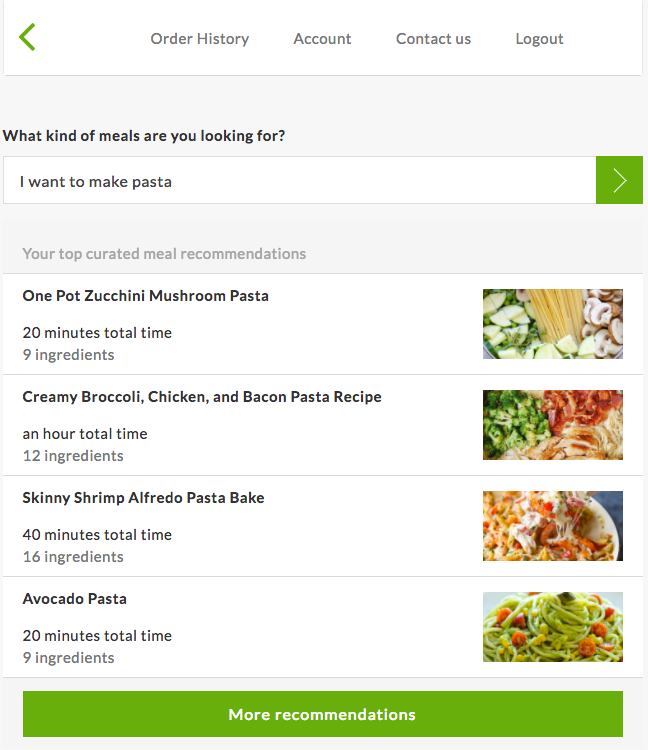 Order History Account Contact us Logout
What kind of meals are you looking for?
I want to make pasta
Your top curated meal recommendations
One Pot Zucchini Mushroom Pasta
20 minutes total time
9 ingredients
Creamy Broccoli, Chicken, and Bacon Pasta Recipe
an hour total time
12 ingredients
Skinny Shrimp Alfredo Pasta Bake
40 minutes total time
16 ingredients
Avocado Pasta
20 minutes total time
9 ingredients
More recommendations